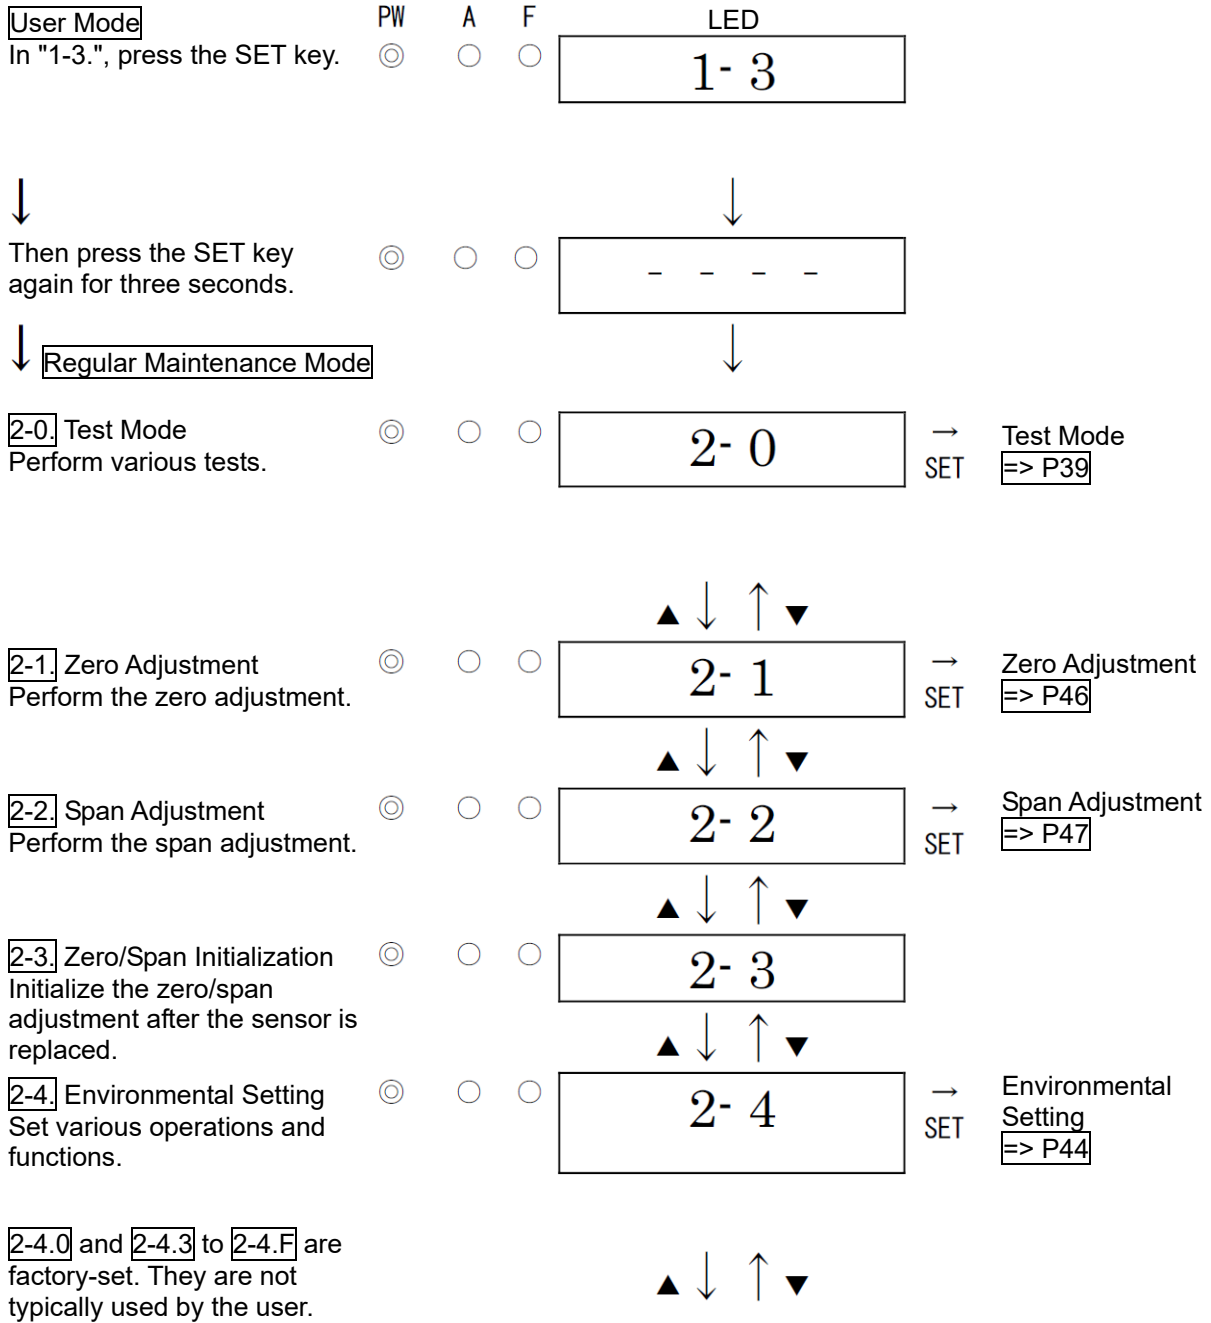 User Mode PW A F LED
In "1-3.", press the SET key. ◎ ○ ○ 1- 3
↓ ↓
Then press the SET key ◎ ○ ○ - - - -
again for three seconds.
↓ Regular Maintenance Mode ↓
2-0. Test Mode ◎ ○ ○ 2- 0 → Test Mode
Perform various tests. SET => P39
▲ ↓ ↑ ▼
2-1. Zero Adjustment ◎ ○ ○ 2- 1 → Zero Adjustment
Perform the zero adjustment. SET => P46
▲ ↓ ↑ ▼
2-2. Span Adjustment ◎ ○ ○ 2- 2 → Span Adjustment
Perform the span adjustment. SET => P47
▲ ↓ ↑ ▼
2-3. Zero/Span Initialization ◎ ○ ○ 2- 3
Initialize the zero/span
adjustment after the sensor is
replaced.
▲ ↓ ↑ ▼
2-4. Environmental Setting ◎ ○ ○ 2- 4 → Environmental
Set various operations and SET Setting
functions. => P44
2-4.0 and 2-4.3 to 2-4.F are
factory-set. They are not
typically used by the user.
▲ ↓ ↑ ▼